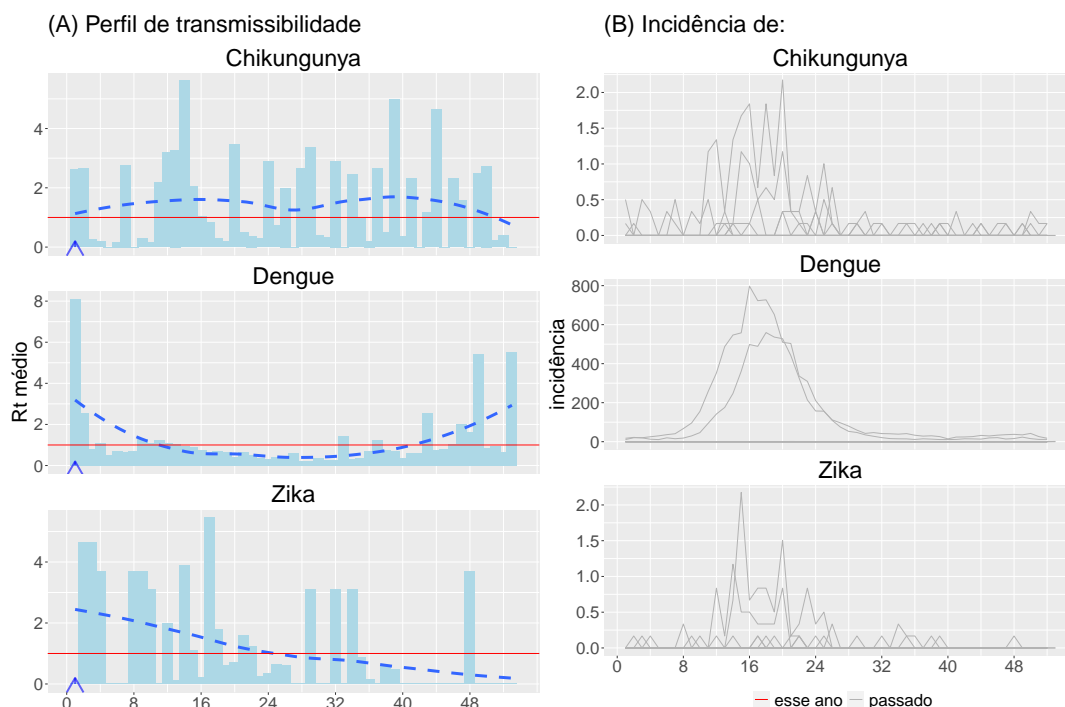 (A) Perfil de transmissibilidade
Chikungunya
4
2
0
Dengue
8
6
4
2
0
Rt médio
Zika
4
2
0
0 8 16 24 32 40 48
(B) Incidência de:
Chikungunya
2.0
1.5
1.0
0.5
0.0
Dengue
800
600
400
200
0
incidência
Zika
2.0
1.5
1.0
0.5
0.0
0 8 16 24 32 40 48
esse ano passado